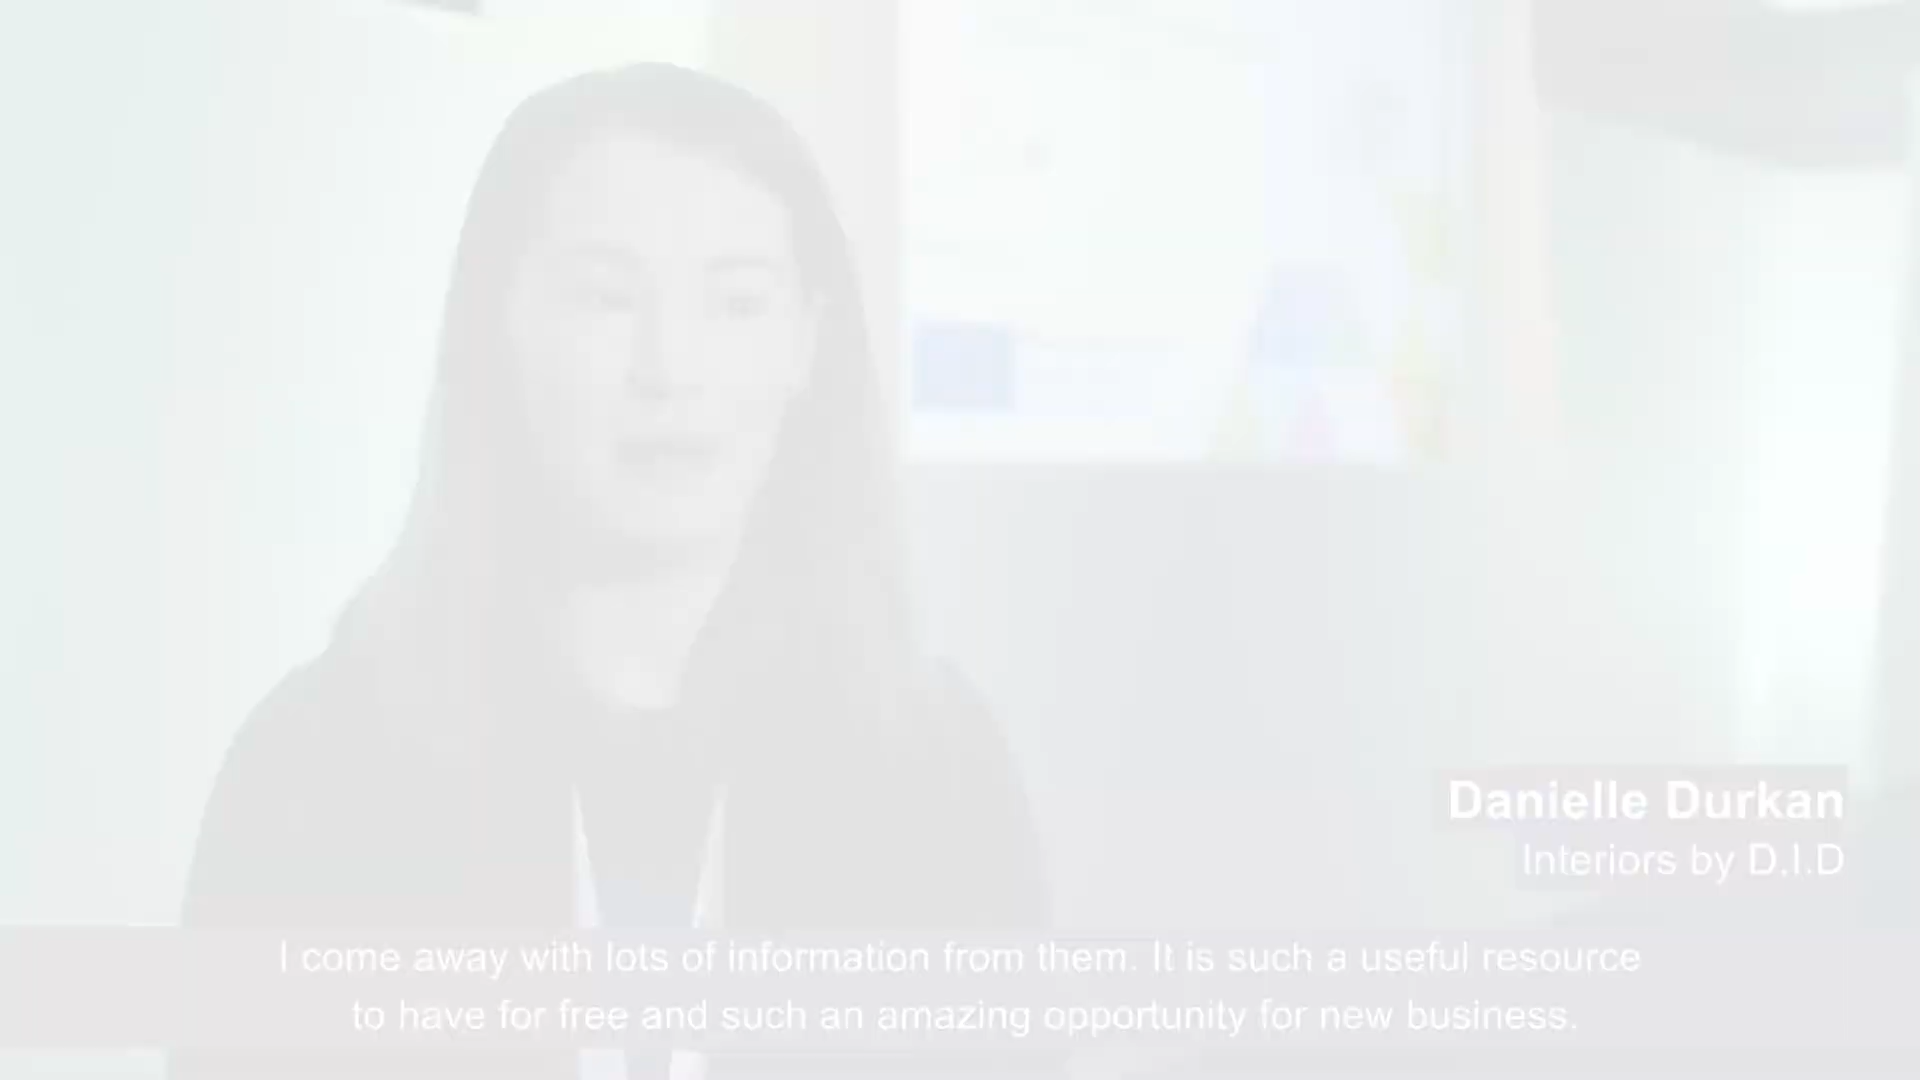 Danielle Durkan
Interiors by D.I.D
I come away with lots of information from them. It is such a useful resource
to have for free and such an amazing opportunity for new business.